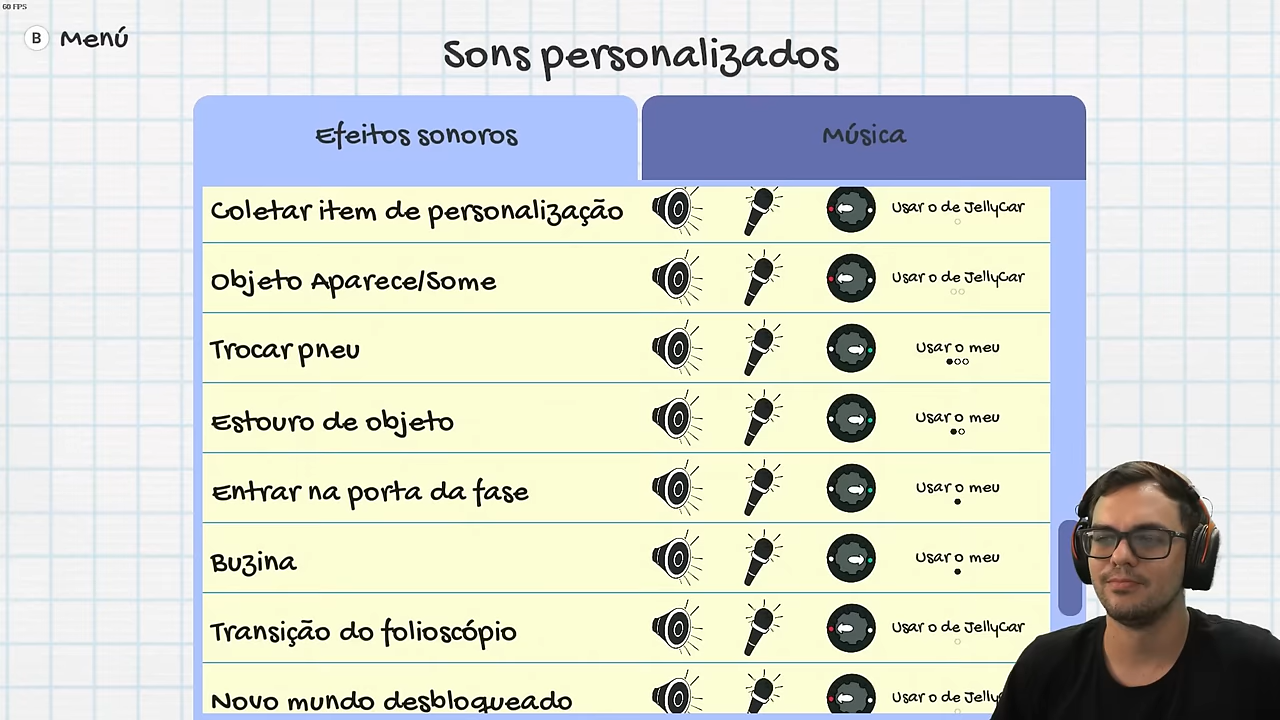 60 FPS
B Menú
Sons personalizados
Efeitos sonoros
Música
Coletar item de personalização Usar o de JellyCar
Objeto Aparece/Some Usar o de JellyCar
Trocar pneu Usar o meu
Estouro de objeto Usar o meu
Entrar na porta da fase Usar o meu
Buzina Usar o meu
Transição do folioscópio Usar o de JellyCar
Novo mundo desbloqueado Usar o de